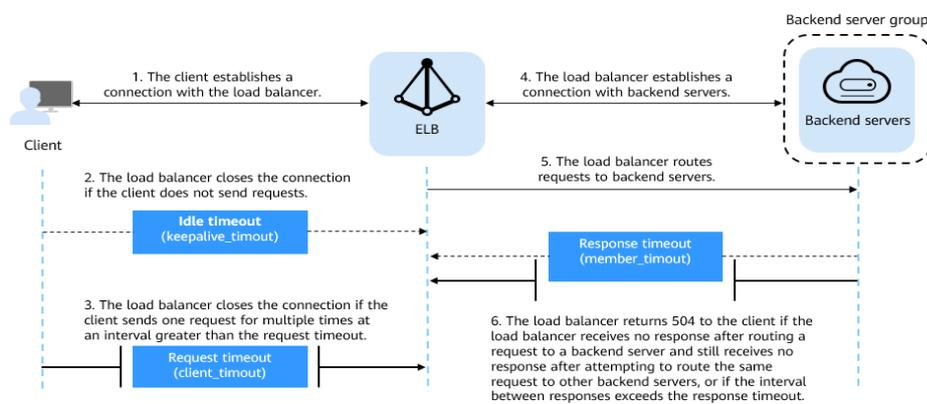 Backend server group
1. The client establishes a
connection with the load balancer.
4. The load balancer establishes a
connection with backend servers.
ELB
Backend servers
Client
2. The load balancer closes the connection
if the client does not send requests.
5. The load balancer routes
requests to backend servers.
Idle timeout
(keepalive_timout)
Response timeout
(member_timout)
3. The load balancer closes the connection if the
client sends one request for multiple times at
an interval greater than the request timeout.
Request timeout
(client_timout)
6. The load balancer returns 504 to the client if the
load balancer receives no response after routing
a request to a backend server and still receives no
response after attempting to route the same
request to other backend servers, or if the interval
between responses exceeds the response timeout.